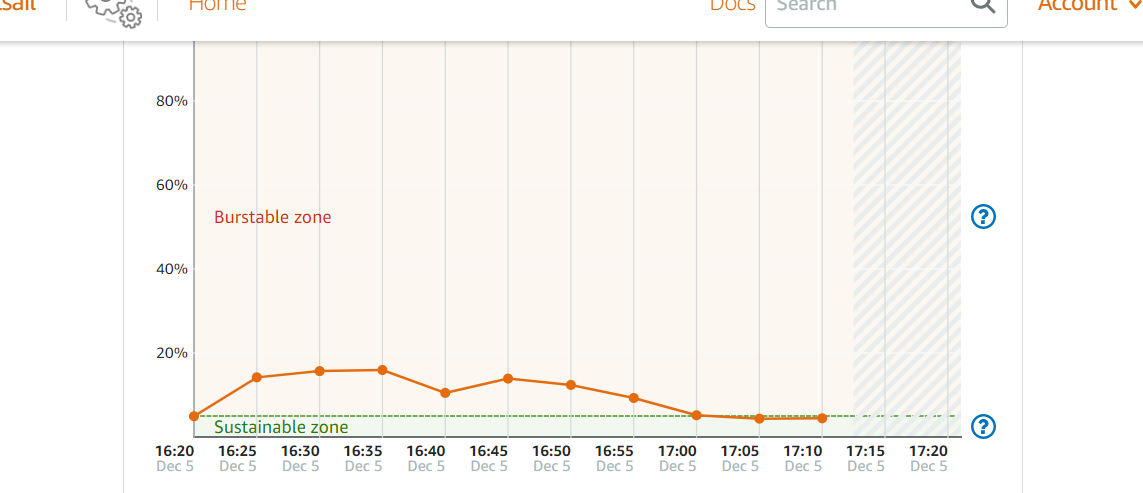 Home
Docs
Search
Account
80%
60%
Burstable zone
40%
20%
Sustainable zone
16:20 16:25 16:30 16:35 16:40 16:45 16:50 16:55 17:00 17:05 17:10 17:15 17:20
Dec 5 Dec 5 Dec 5 Dec 5 Dec 5 Dec 5 Dec 5 Dec 5 Dec 5 Dec 5 Dec 5 Dec 5 Dec 5